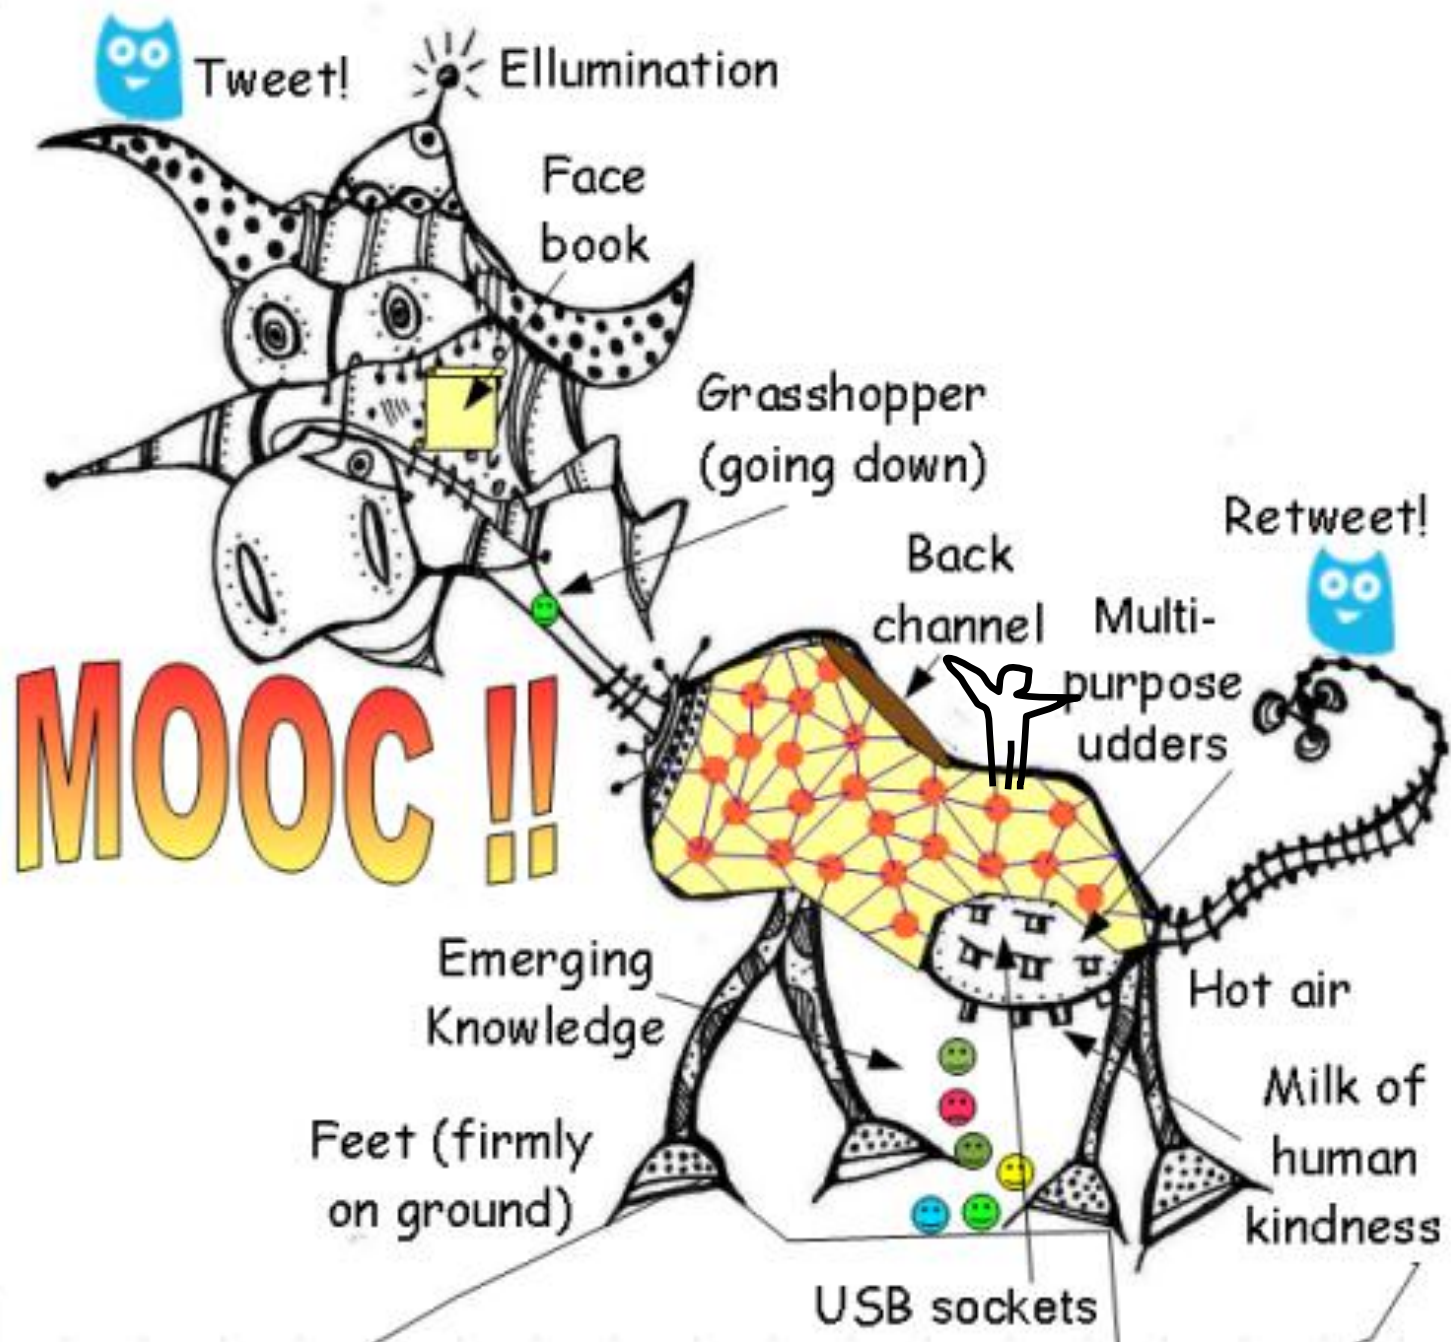 Tweet!
Ellumination
Face
book
Grasshopper
(going down)
Retweet!
Back
channel
Multi-
purpose
udders
MOOC !!
Emerging
Knowledge
Hot air
Feet (firmly
on ground)
Milk of
human
kindness
USB sockets